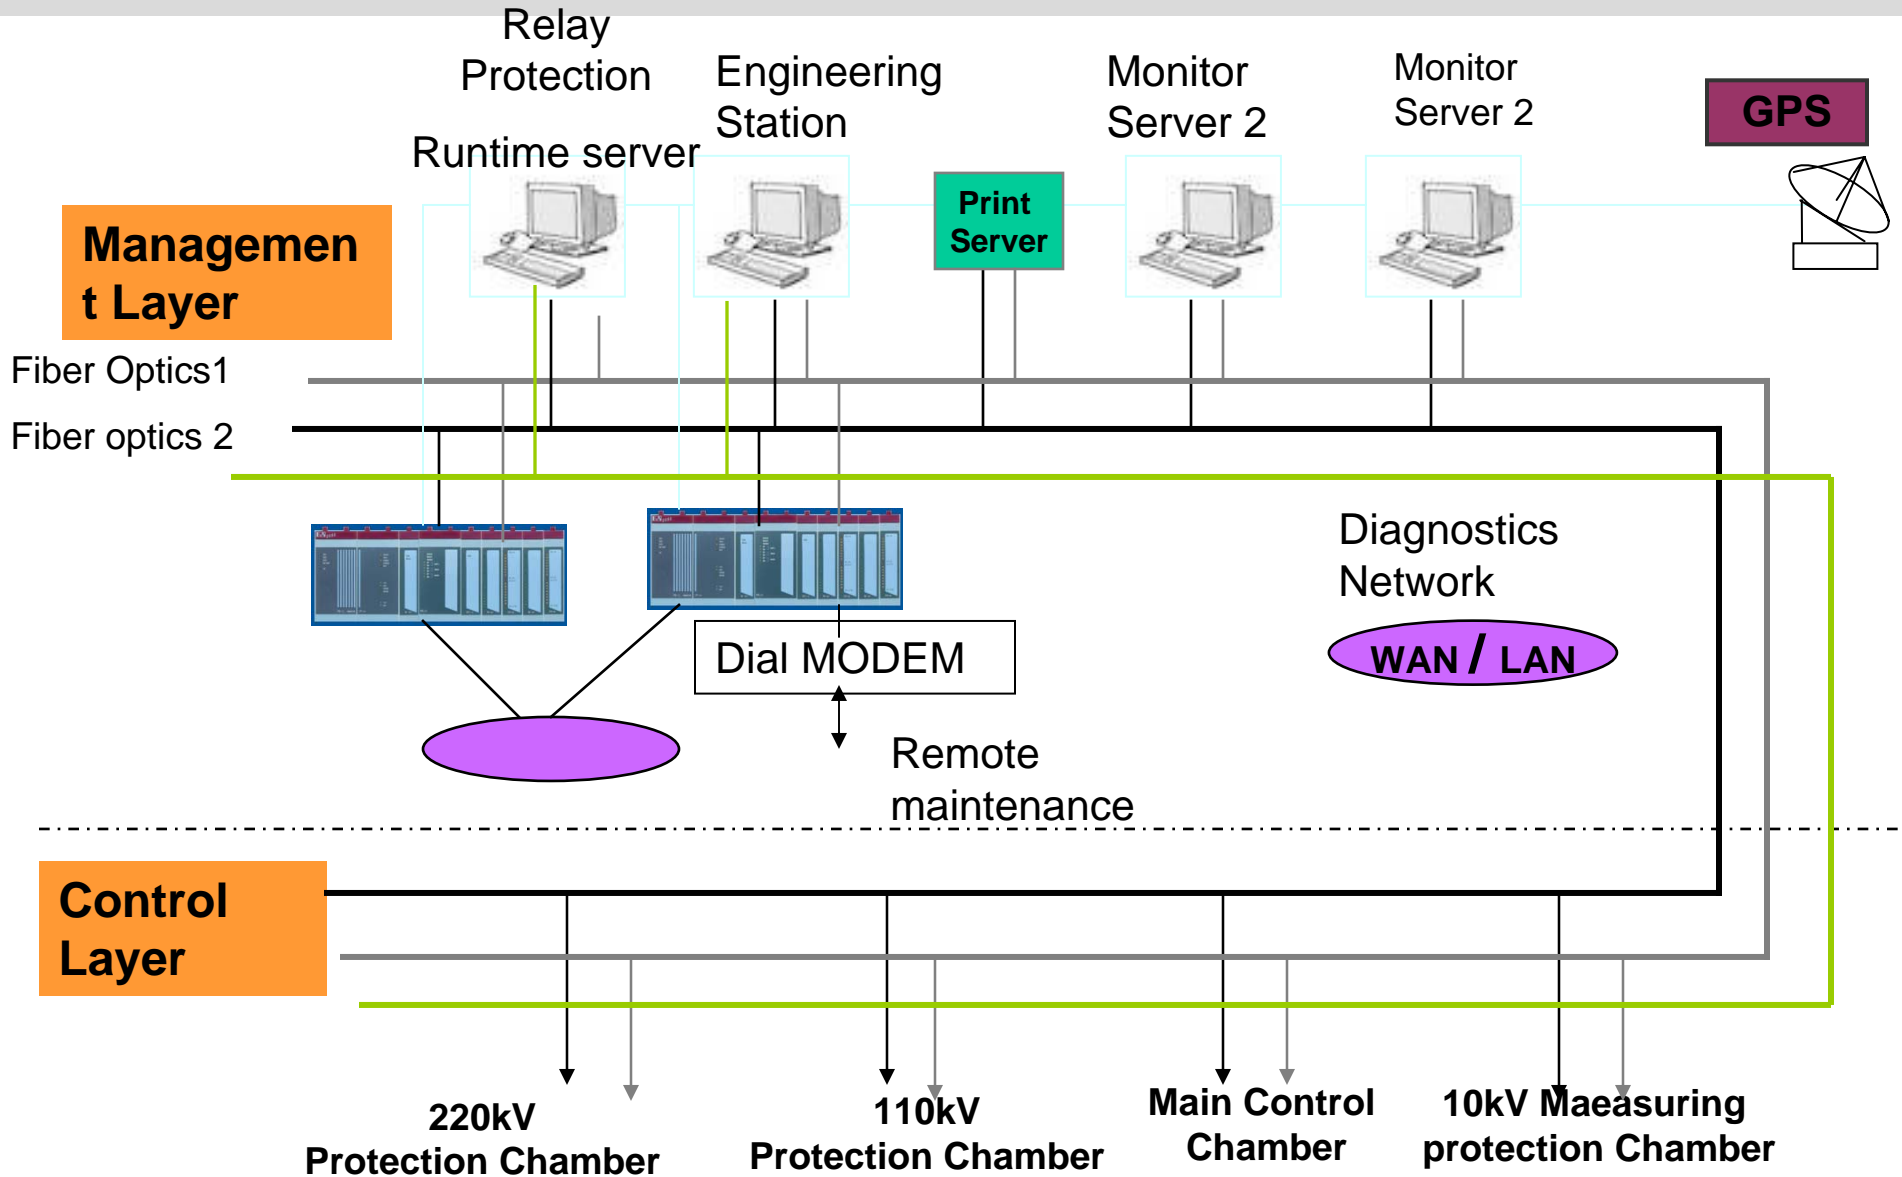 Relay
Protection
Runtime server
Engineering
Station
Monitor
Server 2
Monitor
Server 2
GPS
Print
Server
Managemen
t Layer
Fiber Optics1
Fiber optics 2
Diagnostics
Network
WAN / LAN
Dial MODEM
Remote
maintenance
Control
Layer
220kV
Protection Chamber
110kV
Protection Chamber
Main Control
Chamber
10kV Maeasuring
protection Chamber